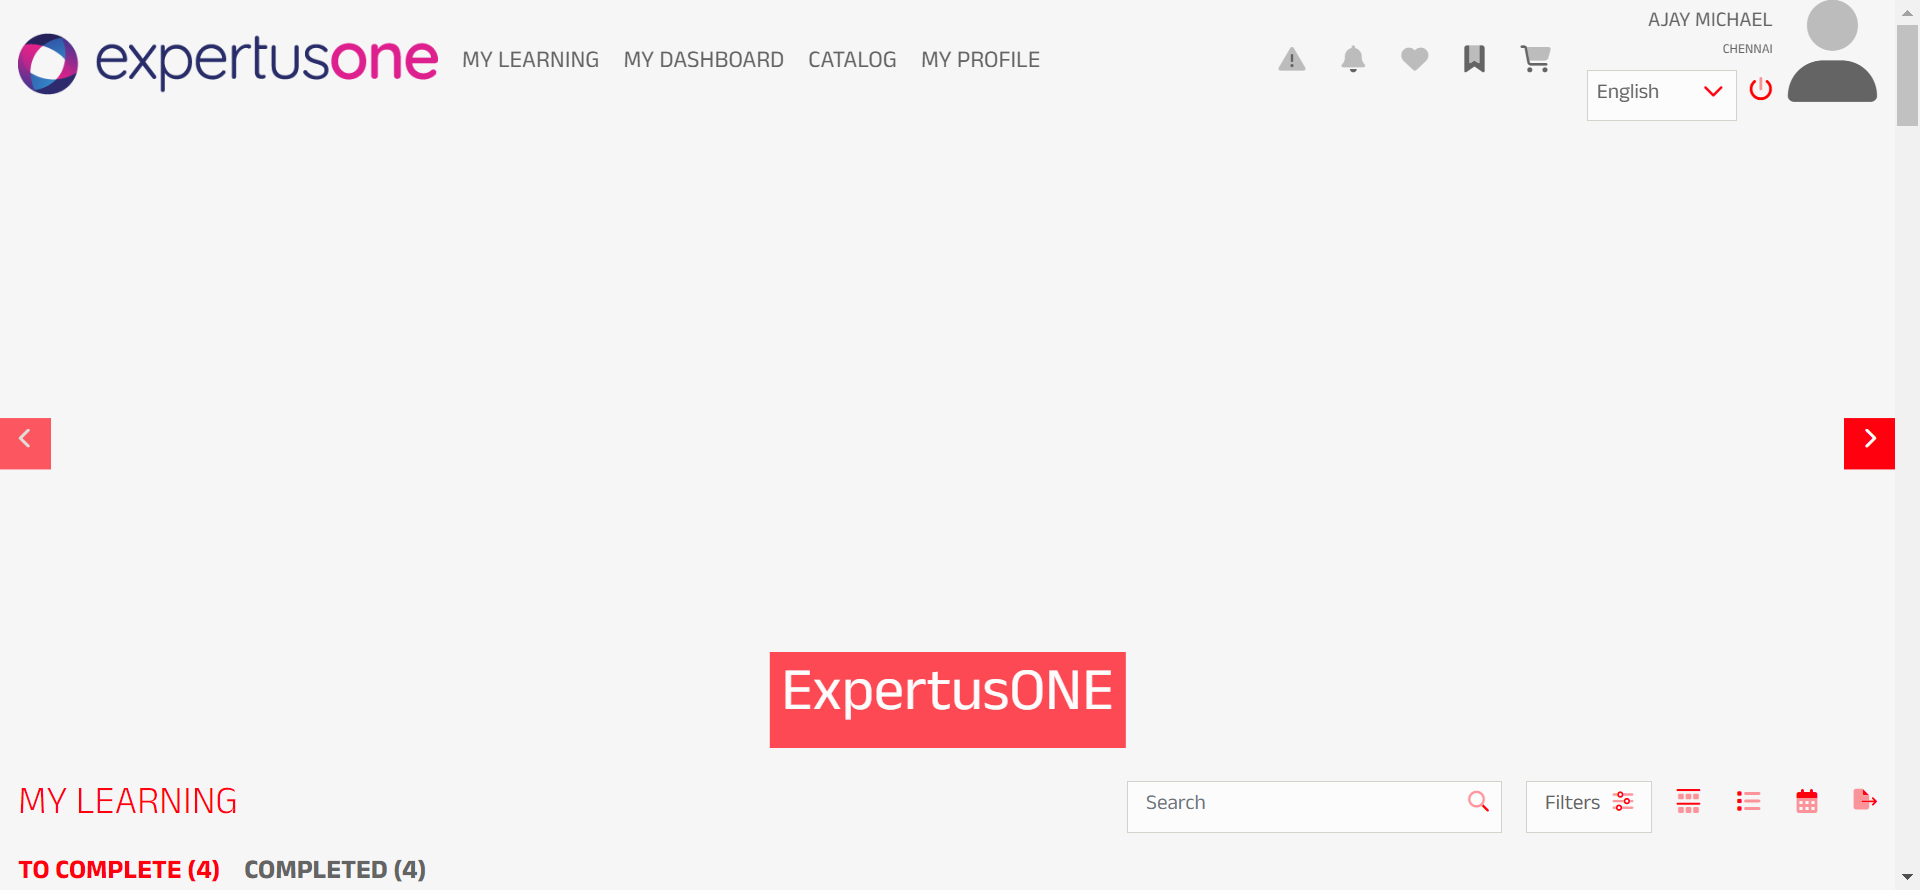 expertusone
MY LEARNING MY DASHBOARD CATALOG MY PROFILE
AJAY MICHAEL
CHENNAI
English
ExpertusONE
MY LEARNING
Search
Filters
TO COMPLETE (4) COMPLETED (4)